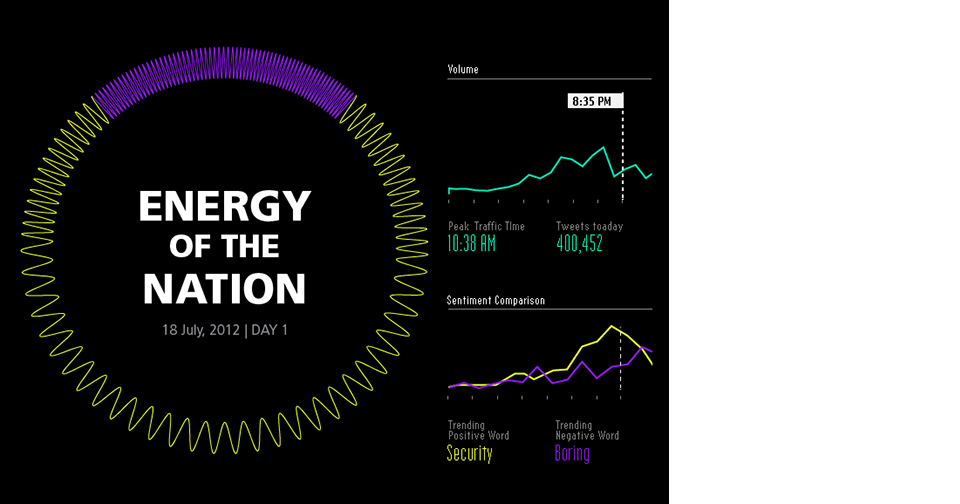 ENERGY
OF THE
NATION
18 July, 2012 | DAY 1
Volume
8:35 PM
Peak Traffic TIme
10:38 AM
Tweets toaday
400,452
Sentiment Comparison
Trending
Positive Word
Security
Trending
Negative Word
Boring